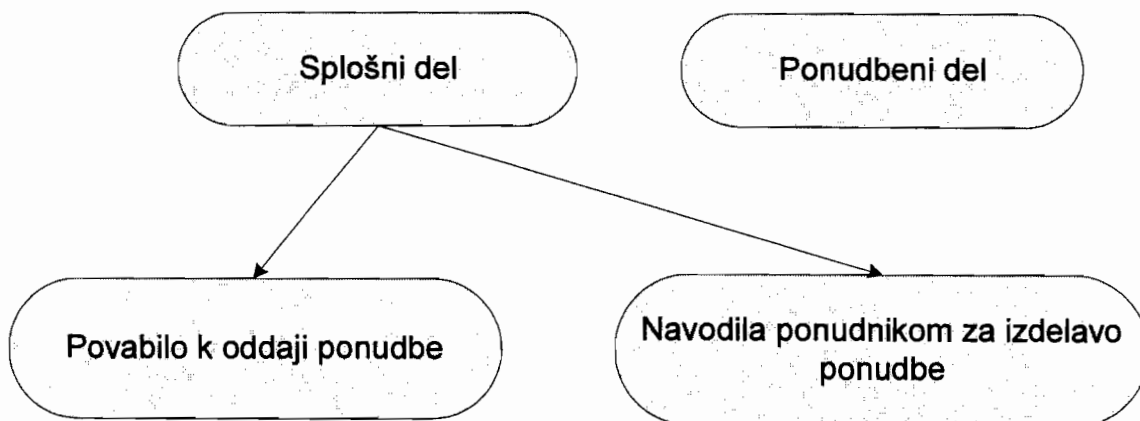 Splošni del
Ponudbeni del
Povabilo k oddaji ponudbe
Navodila ponudnikom za izdelavo
ponudbe